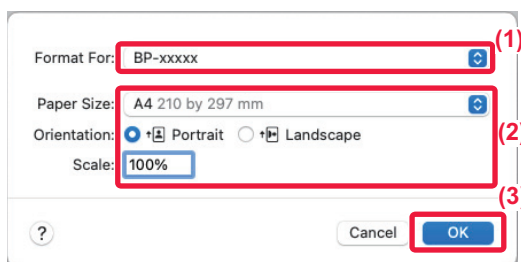 (1)
Format For: BP-xxxxx
Paper Size: A4 210 by 297 mm
Orientation: Portrait Landscape
(2)
Scale: 100%
(3)
? Cancel OK